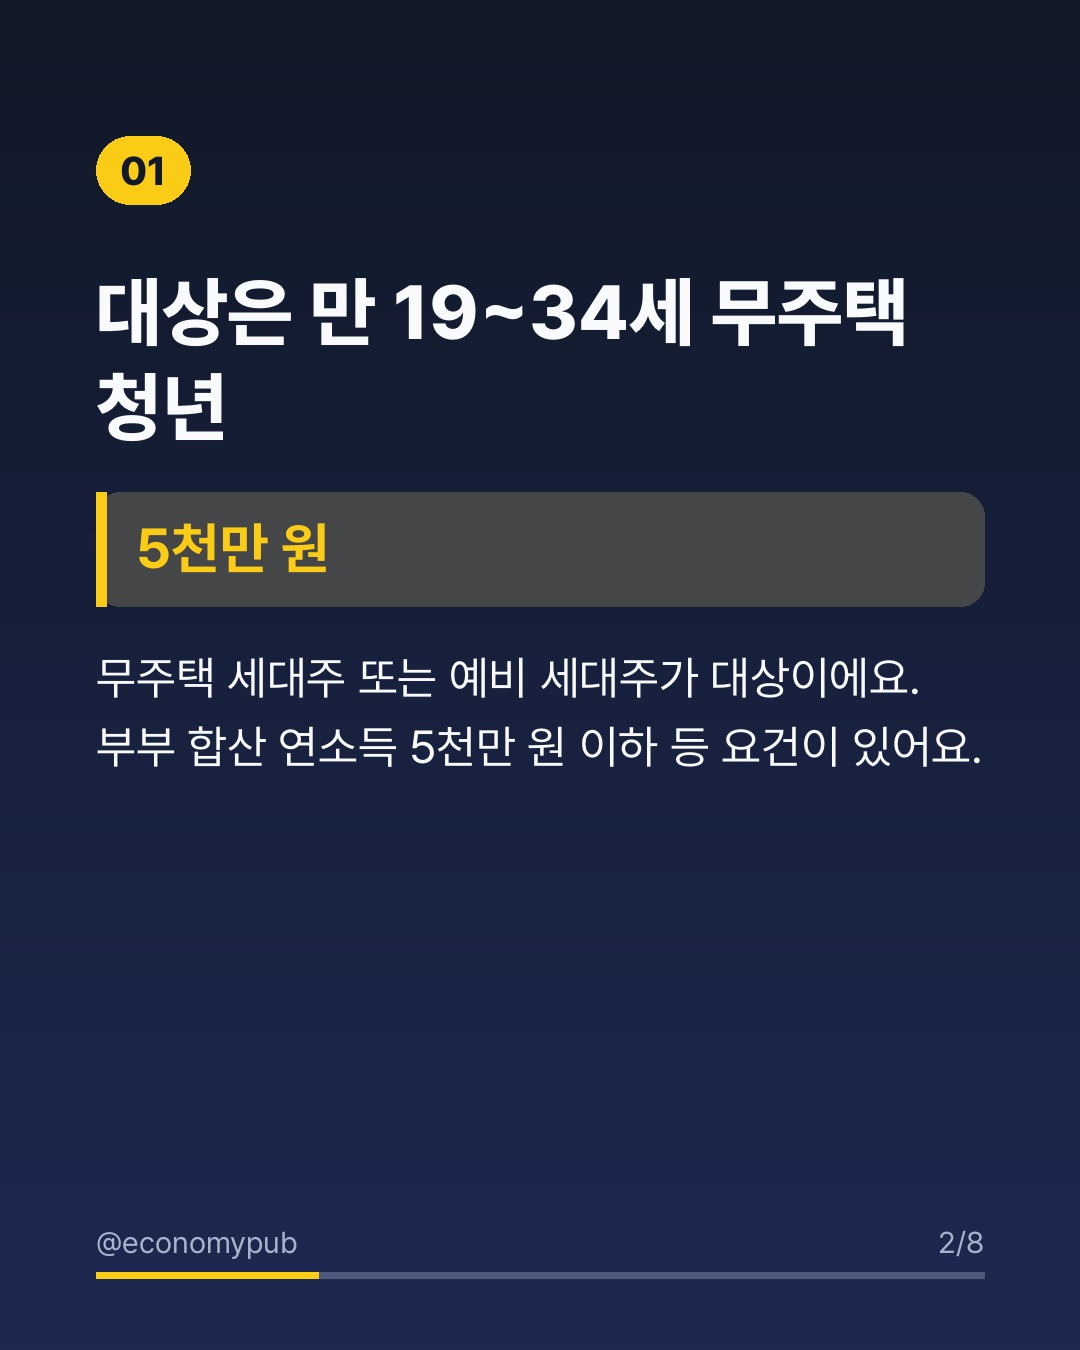 01
대상은 만 19~34세 무주택
청년
5천만 원
무주택 세대주 또는 예비 세대주가 대상이에요.
부부 합산 연소득 5천만 원 이하 등 요건이 있어요.
@economypub
2/8